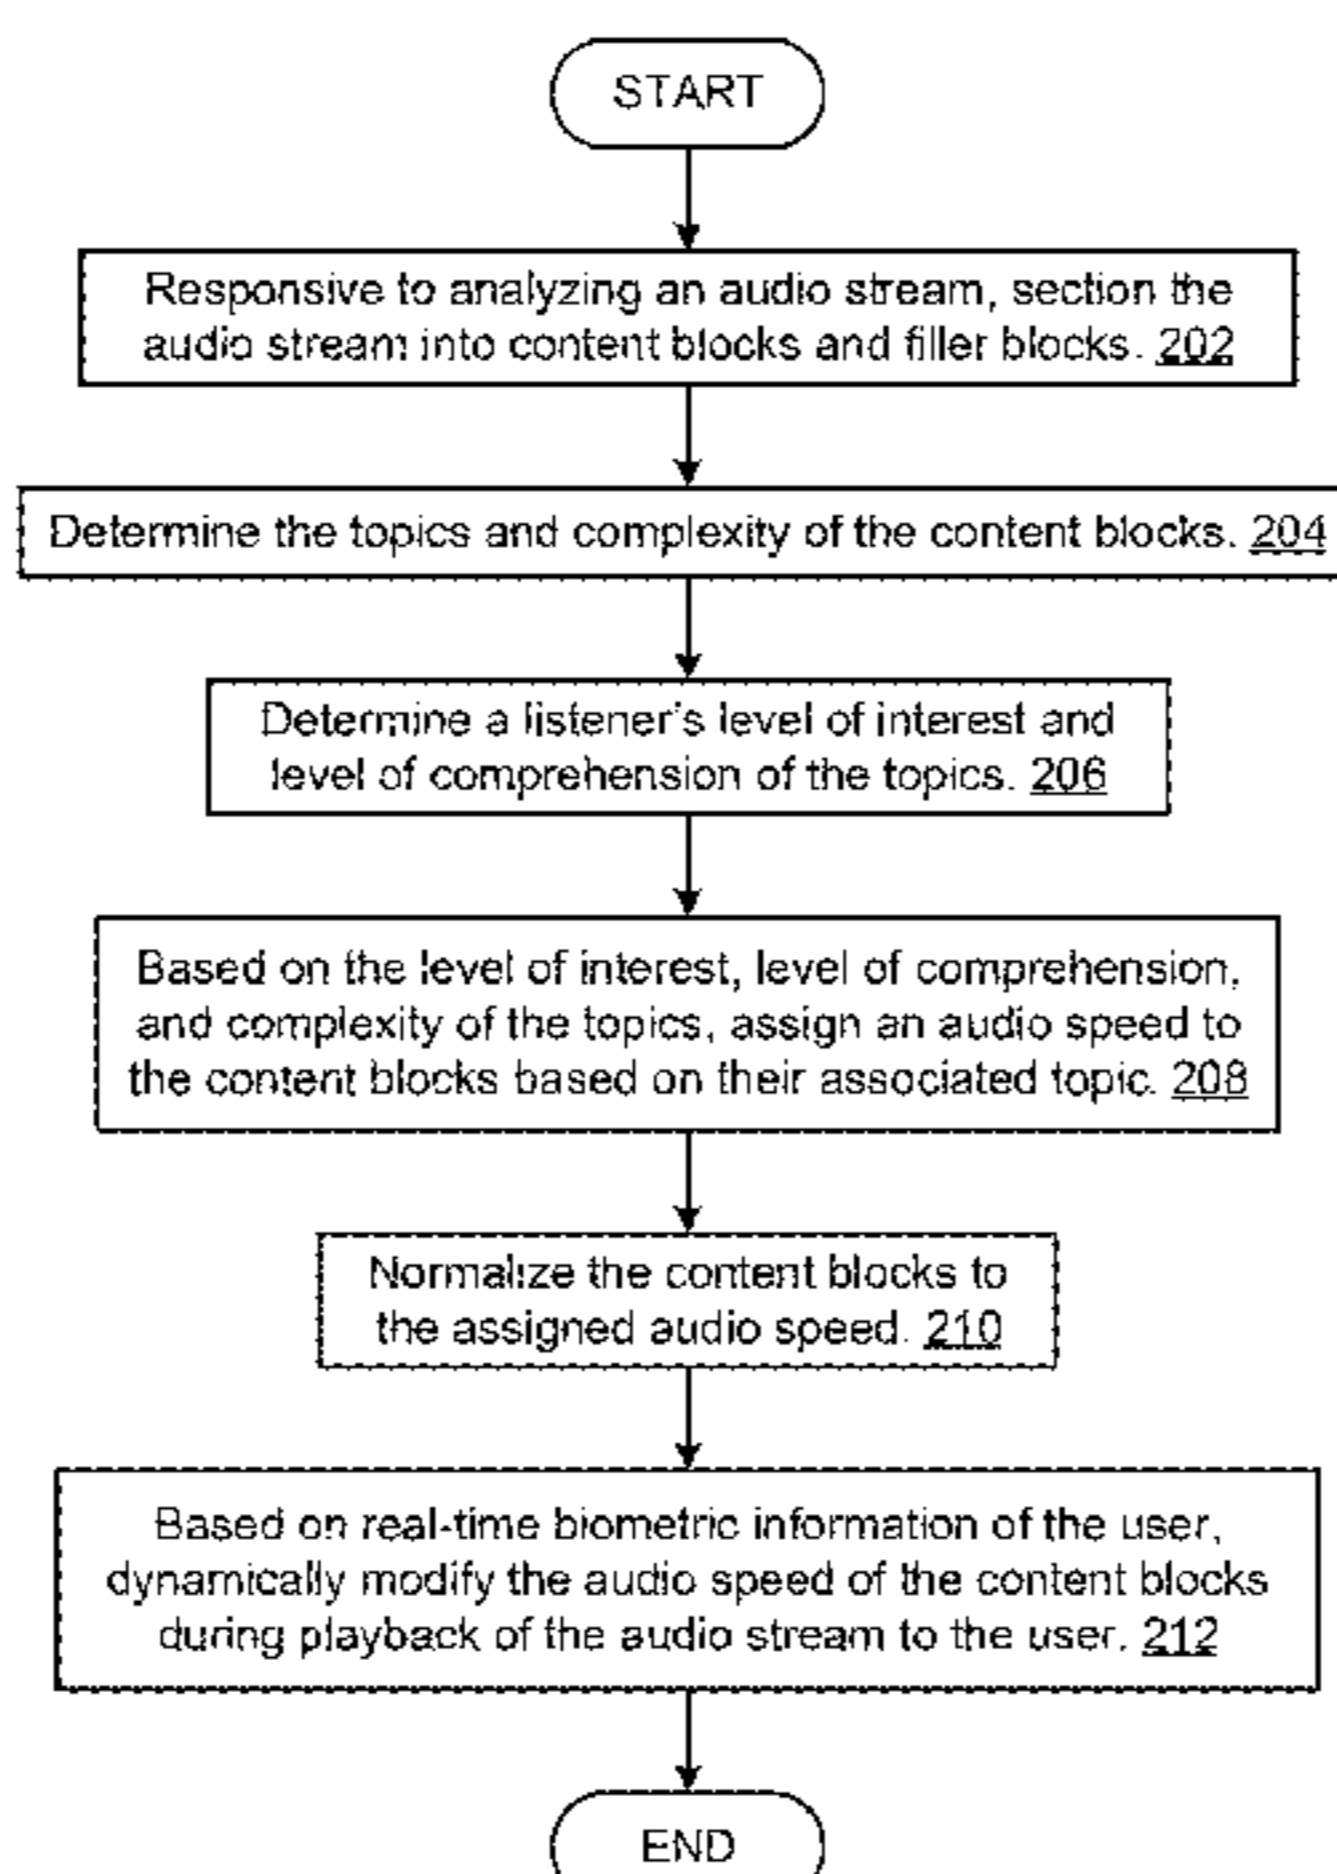 START
Responsive to analyzing an audio stream, section the
audio stream into content blocks and filler blocks. 202
Determine the topics and complexity of the content blocks. 204
Determine a listener's level of interest and
level of comprehension of the topics. 206
Based on the level of interest, level of comprehension,
and complexity of the topics, assign an audio speed to
the content blocks based on their associated topic. 208
Normalize the content blocks to
the assigned audio speed. 210
Based on real-time biometric information of the user,
dynamically modify the audio speed of the content blocks
during playback of the audio stream to the user. 212
END